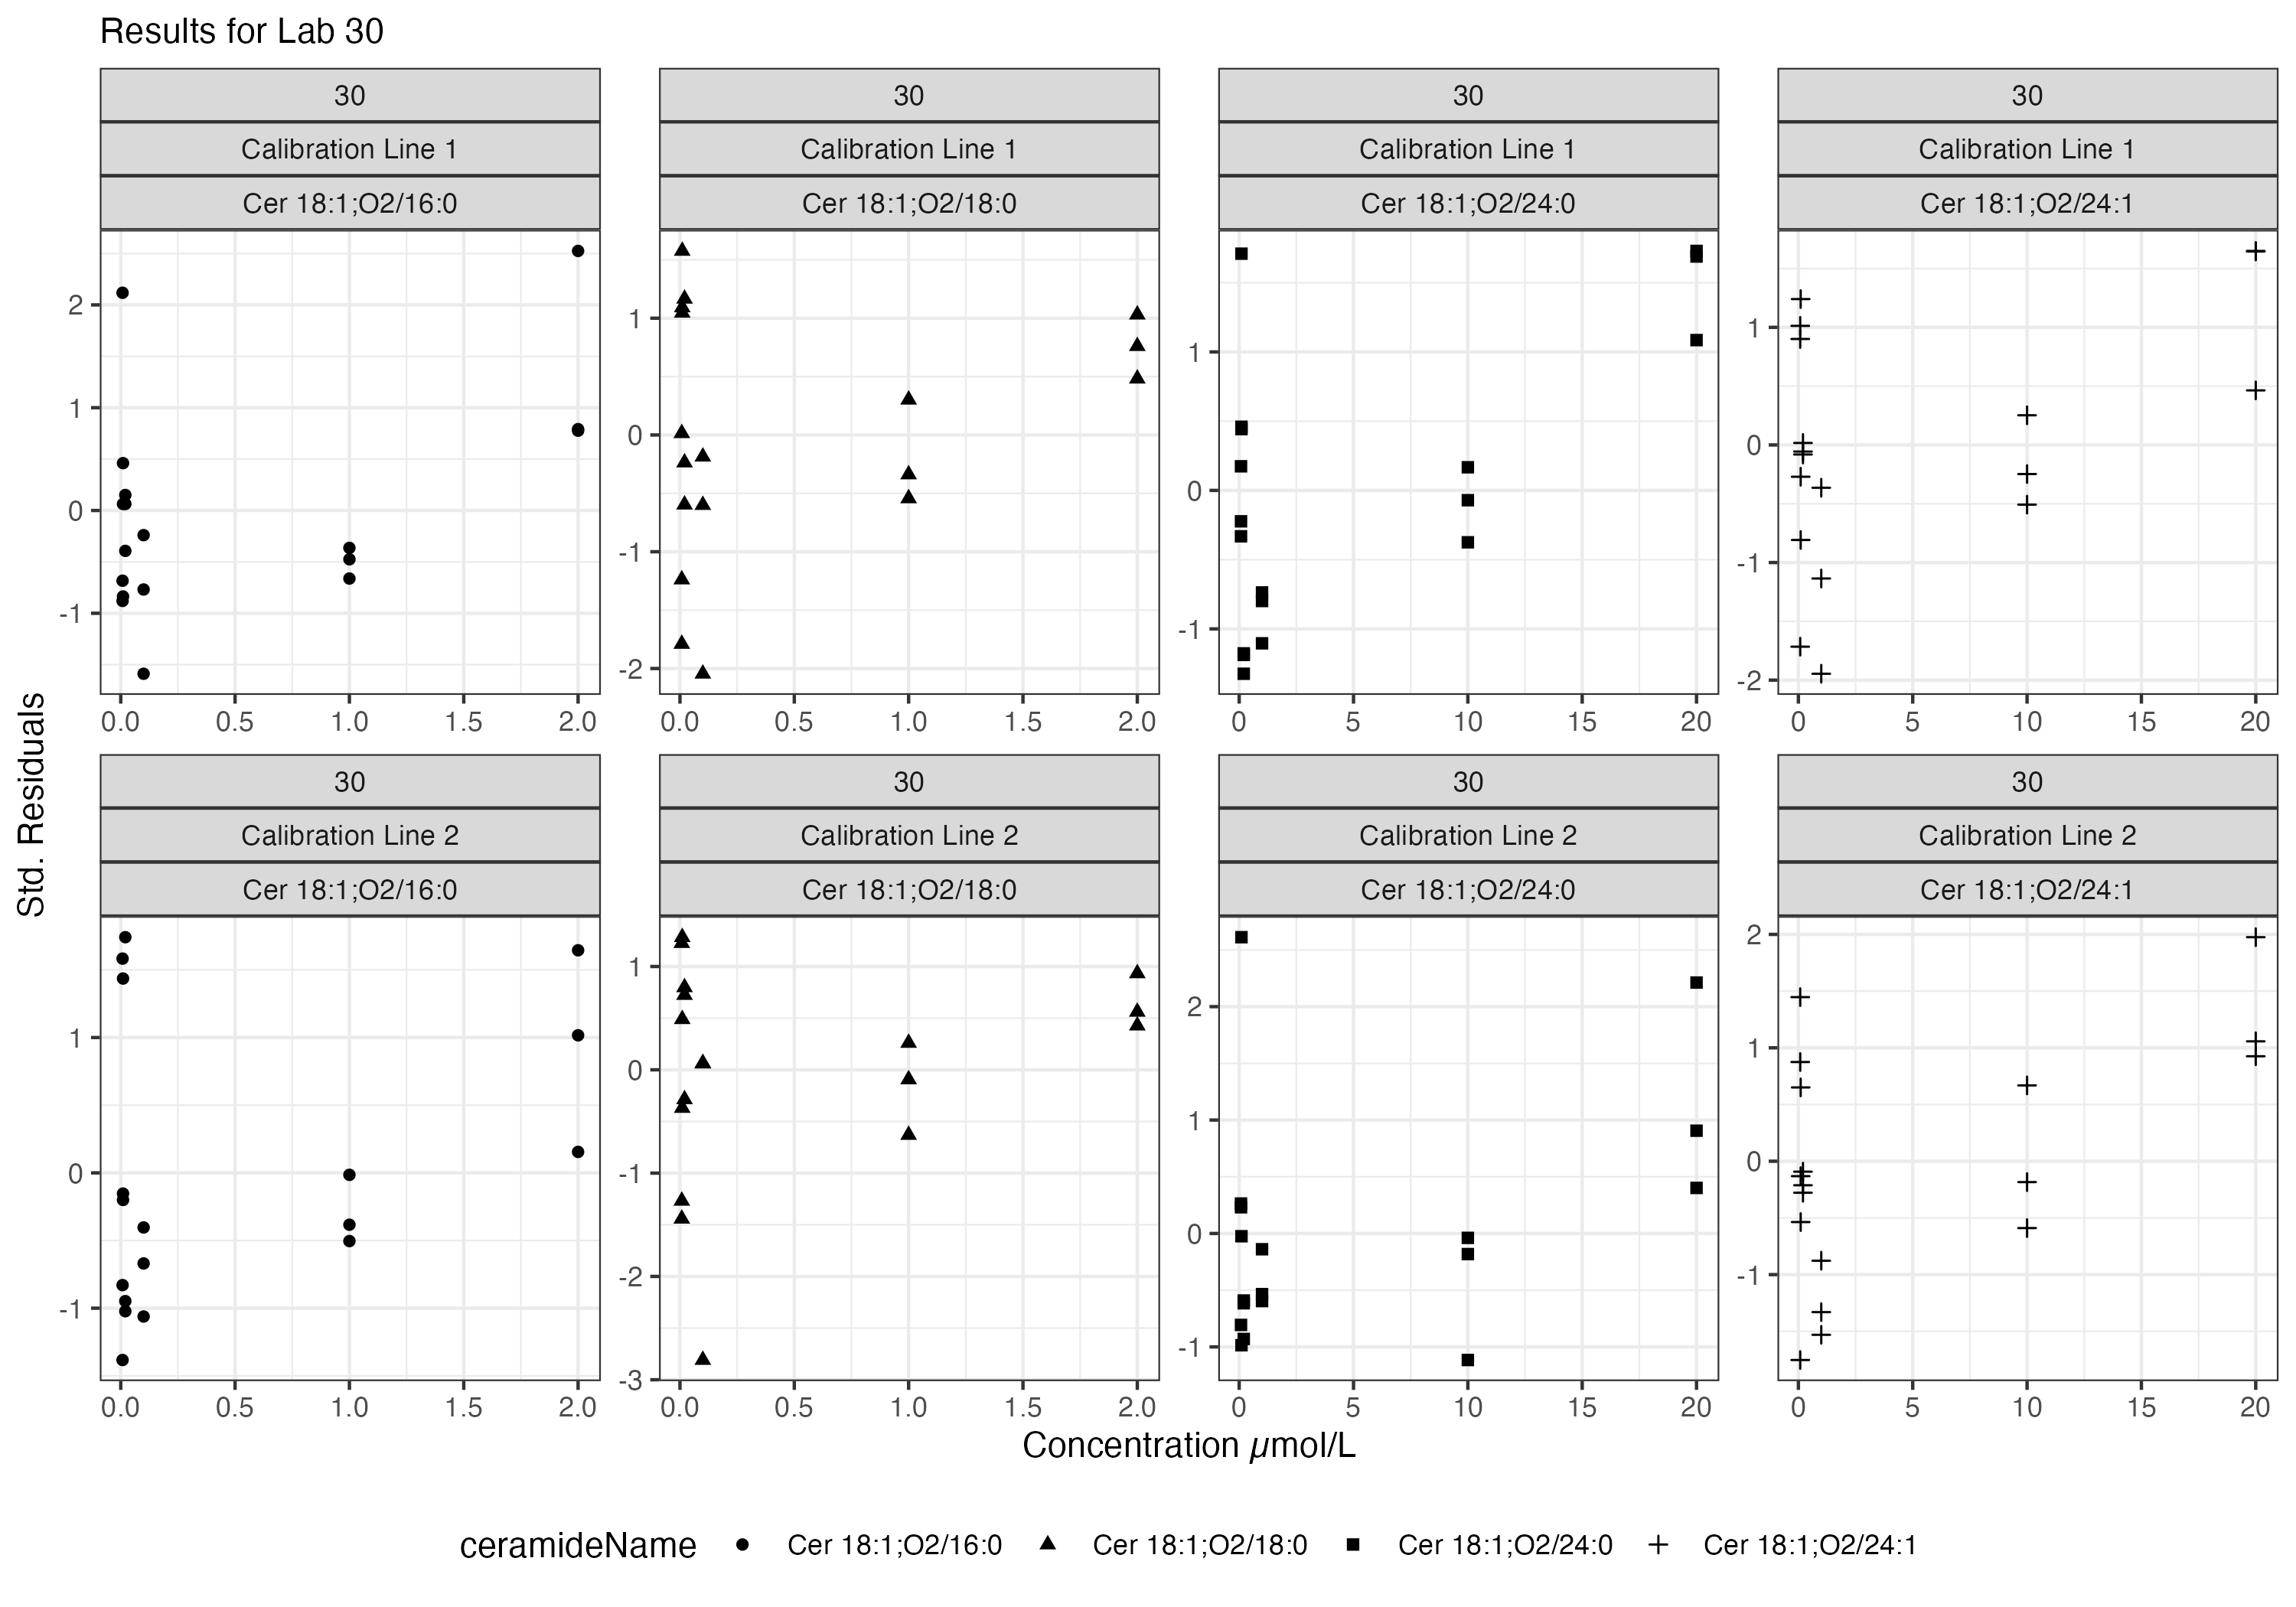 Results for Lab 30
30
30
30
30
Calibration Line 1
Calibration Line 1
Calibration Line 1
Calibration Line 1
Cer 18:1;O2/16:0
Cer 18:1;O2/18:0
Cer 18:1;O2/24:0
Cer 18:1;O2/24:1
2
1
0
-1
1
0
-1
-2
1
0
-1
1
0
-1
-2
0.0 0.5 1.0 1.5 2.0
0.0 0.5 1.0 1.5 2.0
0 5 10 15 20
0 5 10 15 20
Std. Residuals
30
30
30
30
Calibration Line 2
Calibration Line 2
Calibration Line 2
Calibration Line 2
Cer 18:1;O2/16:0
Cer 18:1;O2/18:0
Cer 18:1;O2/24:0
Cer 18:1;O2/24:1
1
0
-1
1
0
-1
-2
-3
2
1
0
-1
2
1
0
-1
0.0 0.5 1.0 1.5 2.0
0.0 0.5 1.0 1.5 2.0
0 5 10 15 20
0 5 10 15 20
Concentration µmol/L
ceramideName Cer 18:1;O2/16:0 Cer 18:1;O2/18:0 Cer 18:1;O2/24:0 Cer 18:1;O2/24:1